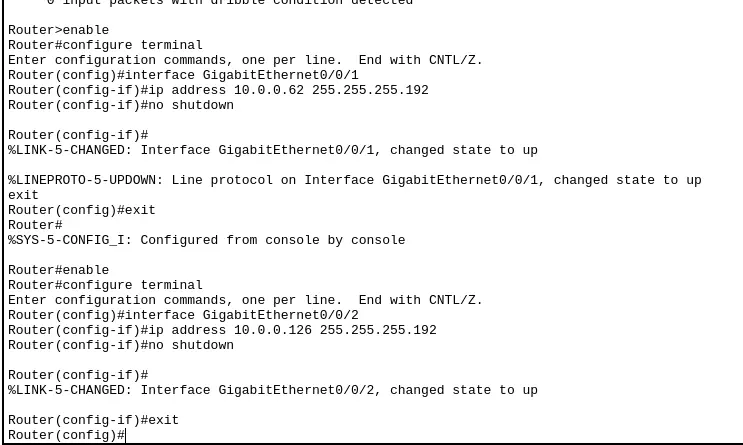 0 input packets with dribble condition detected
Router>enable
Router#configure terminal
Enter configuration commands, one per line.  End with CNTL/Z.
Router(config)#interface GigabitEthernet0/0/1
Router(config-if)#ip address 10.0.0.62 255.255.255.192
Router(config-if)#no shutdown
Router(config-if)#
%LINK-5-CHANGED: Interface GigabitEthernet0/0/1, changed state to up
%LINEPROTO-5-UPDOWN: Line protocol on Interface GigabitEthernet0/0/1, changed state to up
exit
Router(config)#exit
Router#
%SYS-5-CONFIG_I: Configured from console by console
Router#enable
Router#configure terminal
Enter configuration commands, one per line.  End with CNTL/Z.
Router(config)#interface GigabitEthernet0/0/2
Router(config-if)#ip address 10.0.0.126 255.255.255.192
Router(config-if)#no shutdown
Router(config-if)#
%LINK-5-CHANGED: Interface GigabitEthernet0/0/2, changed state to up
Router(config-if)#exit
Router(config)#